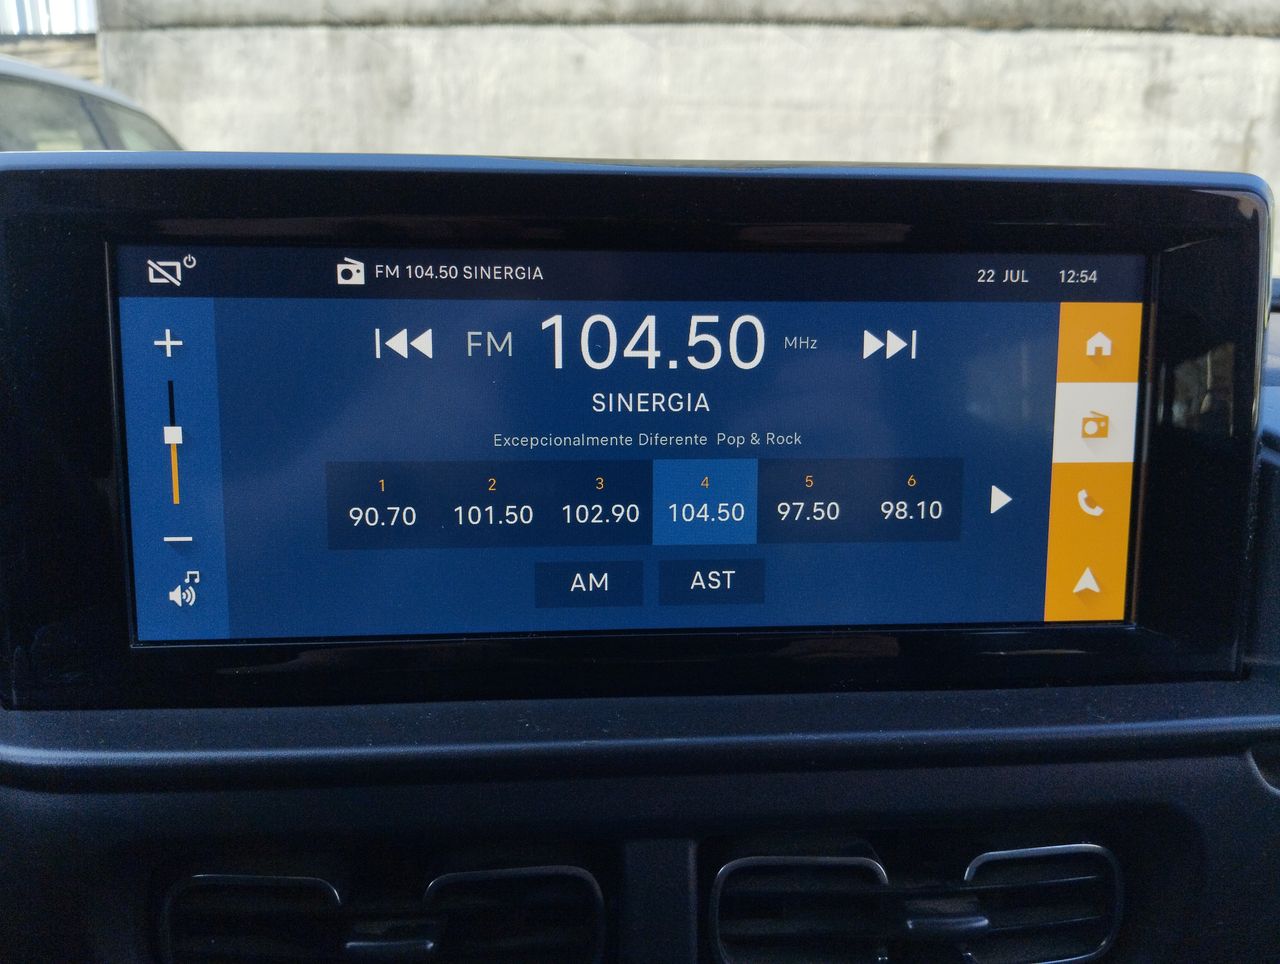 FM 104.50 SINERGIA
22 JUL 12:54
FM 104.50 MHz
SINERGIA
Excepcionalmente Diferente Pop & Rock
1 2 3 4 5 6
90.70 101.50 102.90 104.50 97.50 98.10
AM AST